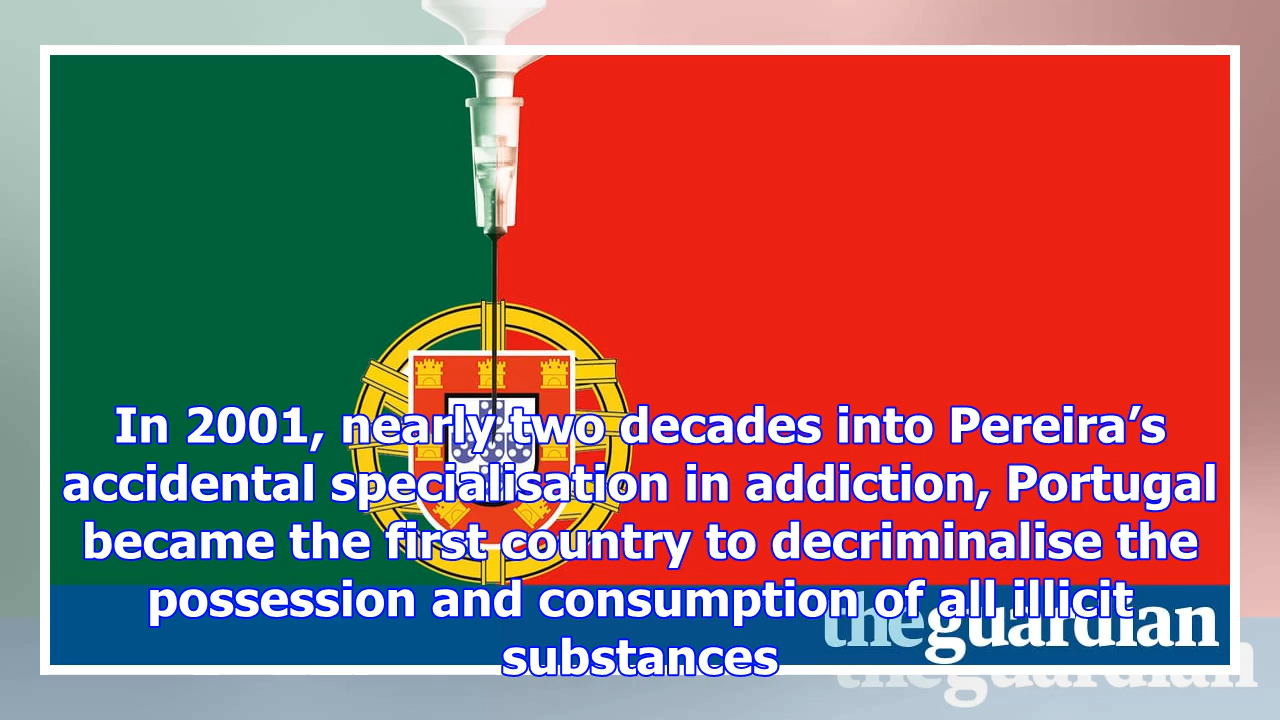 In 2001, nearly two decades into Pereira’s
accidental specialisation in addiction, Portugal
became the first country to decriminalise the
possession and consumption of all illicit
substances
theguardian
theguardian